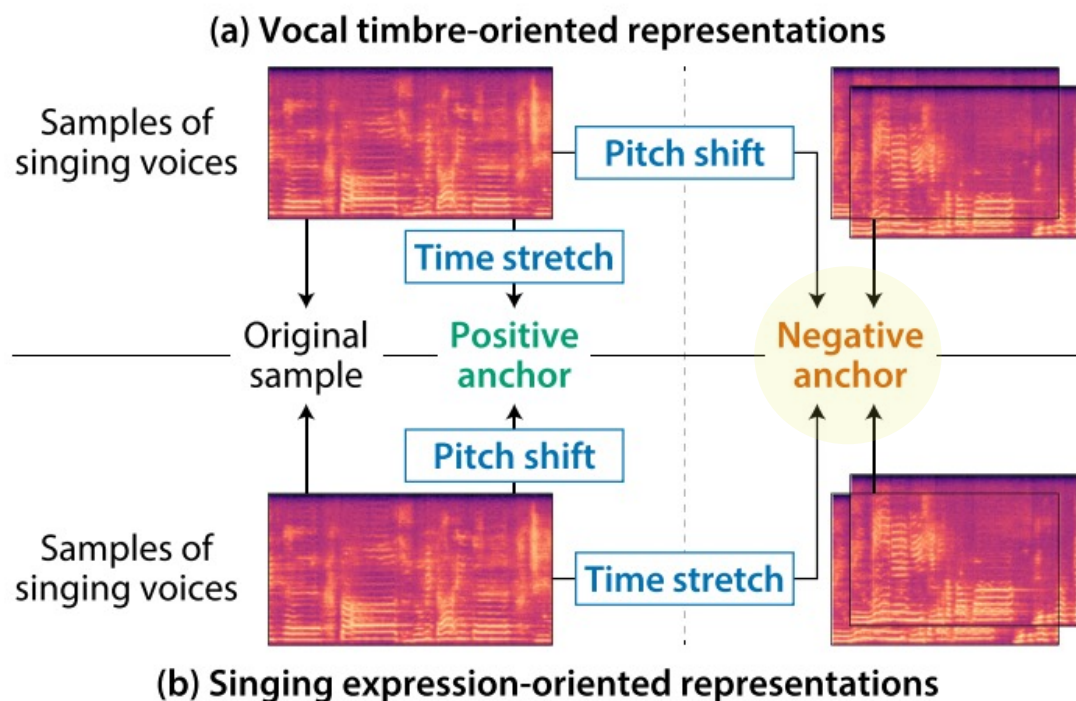 (a) Vocal timbre-oriented representations
Samples of
singing voices
Pitch shift
Time stretch
Original
sample
Positive
anchor
Negative
anchor
Pitch shift
Samples of
singing voices
Time stretch
(b) Singing expression-oriented representations